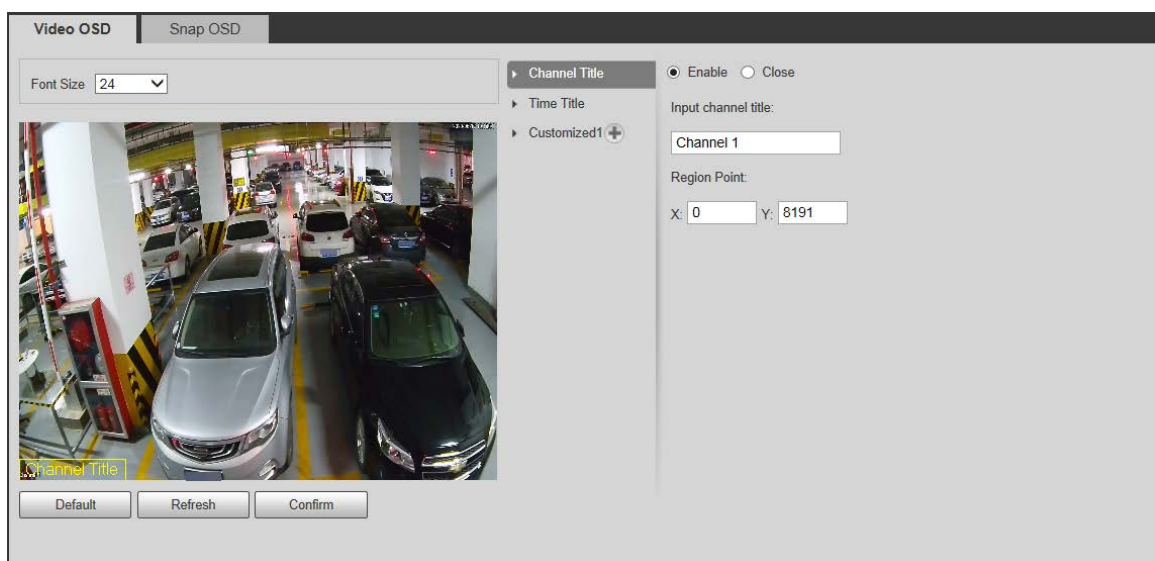 Video OSD
Snap OSD
Font Size 24
Channel Title
Time Title
Customized1
Enable Close
Input channel title:
Channel 1
Region Point:
X: 0 Y: 8191
Channel Title
Default Refresh Confirm